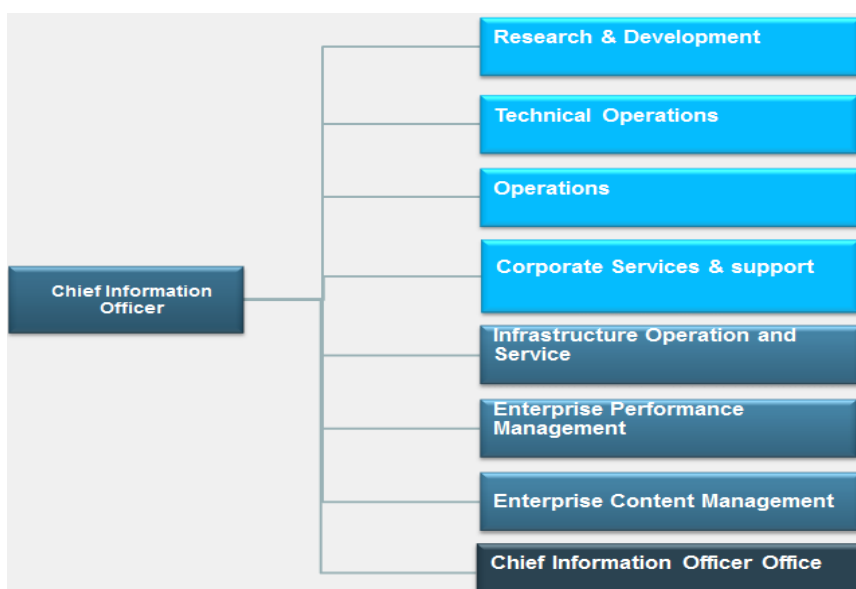 Research & Development
Technical Operations
Operations
Corporate Services & support
Chief Information
Officer
Infrastructure Operation and
Service
Enterprise Performance
Management
Enterprise Content Management
Chief Information Officer Office